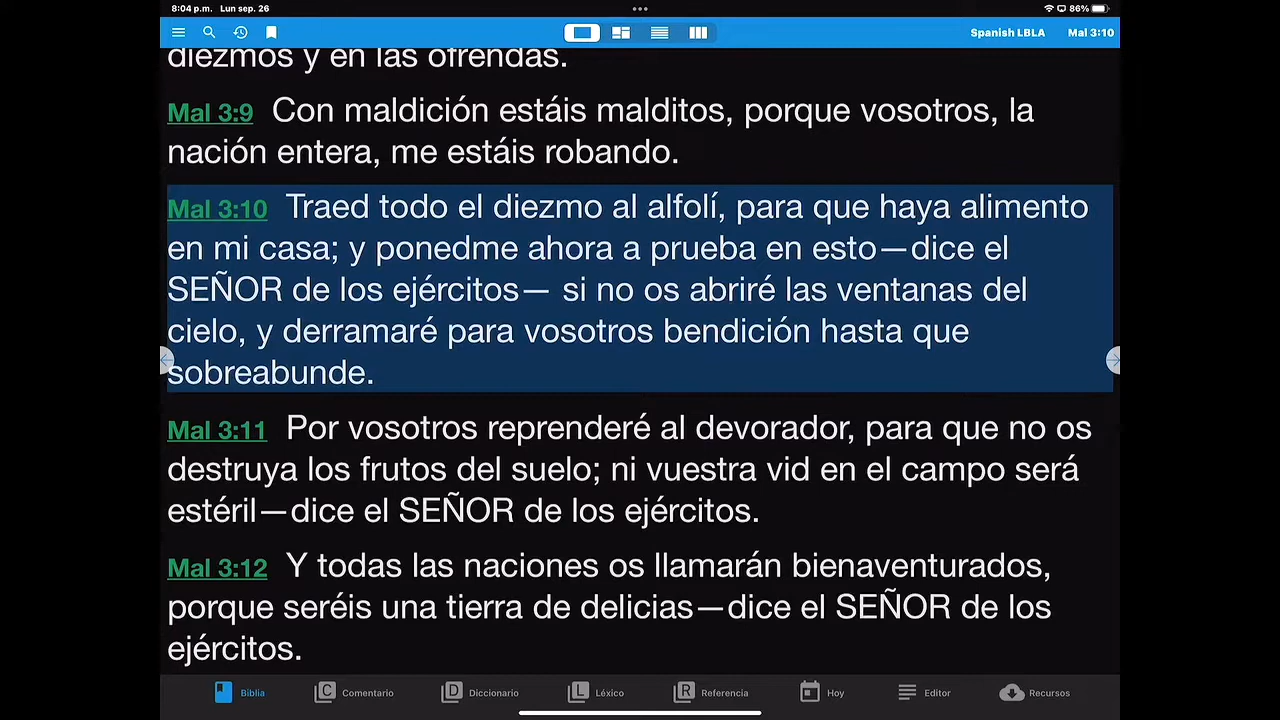 8:04 p.m. Lun sep. 26
86%
Spanish LBLA Mal 3:10
diezmos y en las ofrendas.
Mal 3:9 Con maldición estáis malditos, porque vosotros, la
nación entera, me estáis robando.
Mal 3:10 Traed todo el diezmo al alfolí, para que haya alimento
en mi casa; y ponedme ahora a prueba en esto—dice el
SEÑOR de los ejércitos— si no os abriré las ventanas del
cielo, y derramaré para vosotros bendición hasta que
sobreabunde.
Mal 3:11 Por vosotros reprenderé al devorador, para que no os
destruya los frutos del suelo; ni vuestra vid en el campo será
estéril—dice el SEÑOR de los ejércitos.
Mal 3:12 Y todas las naciones os llamarán bienaventurados,
porque seréis una tierra de delicias—dice el SEÑOR de los
ejércitos.
Biblia C Comentario D Diccionario L Léxico R Referencia Hoy Editor Recursos